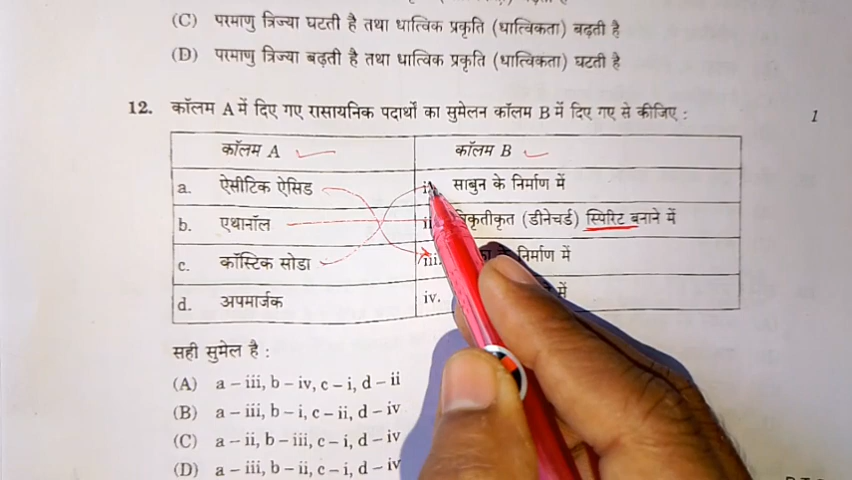 (C) परमाणु त्रिज्या घटती है तथा धात्विक प्रकृति (धात्विकता) बढ़ती है
(D) परमाणु त्रिज्या बढ़ती है तथा धात्विक प्रकृति (धात्विकता) घटती है
12. कॉलम A में दिए गए रासायनिक पदार्थों का सुमेलन कॉलम B में दिए गए से कीजिए : 1
कॉलम A कॉलम B
a. ऐसीटिक ऐसिड i. साबुन के निर्माण में
b. एथानॉल ii. (डीनेचर्ड) स्पिरिट बनाने में
c. कॉस्टिक सोडा iii. के निर्माण में
d. अपमार्जक iv. में
सही सुमेल है :
(A) a – iii, b – iv, c – i, d – ii
(B) a – iii, b – i, c – ii, d – iv
(C) a – ii, b – iii, c – i, d – iv
(D) a – iii, b – ii, c – i, d – iv